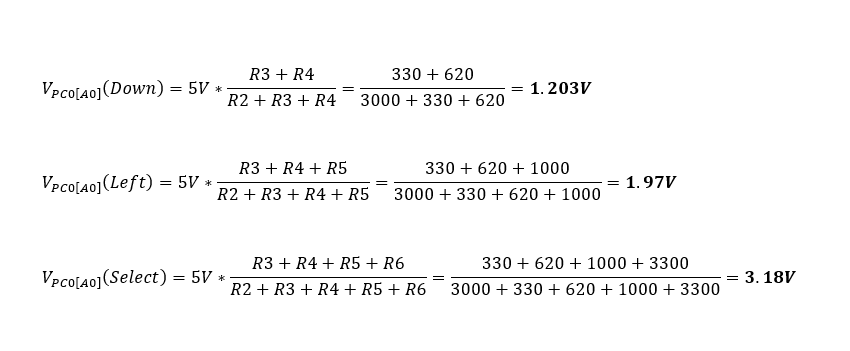 V_PC0[A0](Down) = 5V * (R3 + R4)/(R2 + R3 + R4) = (330 + 620)/(3000 + 330 + 620) = 1.203V
V_PC0[A0](Left) = 5V * (R3 + R4 + R5)/(R2 + R3 + R4 + R5) = (330 + 620 + 1000)/(3000 + 330 + 620 + 1000) = 1.97V
V_PC0[A0](Select) = 5V * (R3 + R4 + R5 + R6)/(R2 + R3 + R4 + R5 + R6) = (330 + 620 + 1000 + 3300)/(3000 + 330 + 620 + 1000 + 3300) = 3.18V